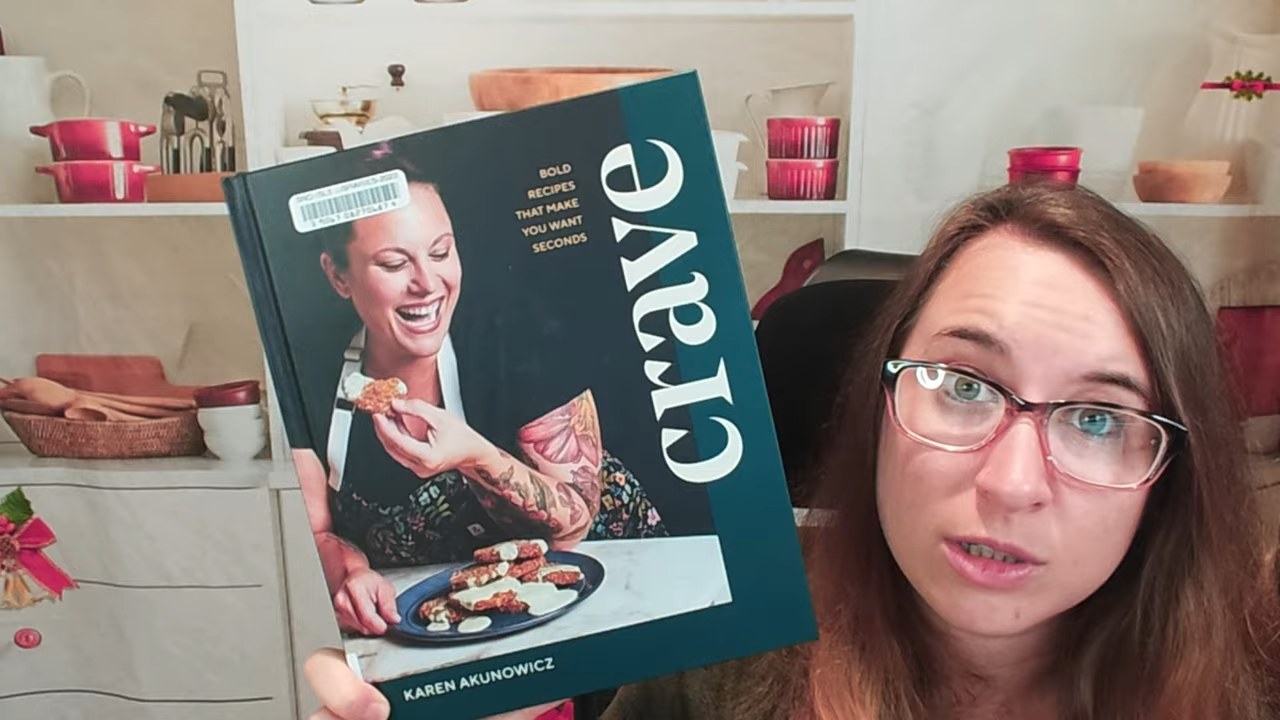 BOLD
RECIPES
THAT MAKE
YOU WANT
SECONDS
crave
KAREN AKUNOWICZ